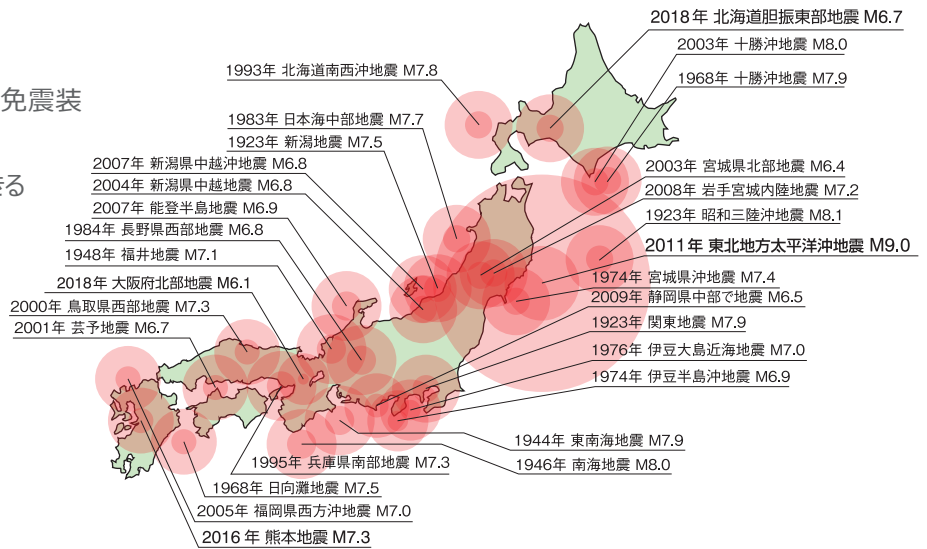 免震装
きる
2018年 北海道胆振東部地震 M6.7
2003年 十勝沖地震 M8.0
1968年 十勝沖地震 M7.9
1993年 北海道南西沖地震 M7.8
1983年 日本海中部地震 M7.7
1923年 新潟地震 M7.5
2007年 新潟県中越沖地震 M6.8
2004年 新潟県中越地震 M6.8
2007年 能登半島地震 M6.9
1984年 長野県西部地震 M6.8
1948年 福井地震 M7.1
2018年 大阪府北部地震 M6.1
2000年 鳥取県西部地震 M7.3
2001年 芸予地震 M6.7
2003年 宮城県北部地震 M6.4
2008年 岩手宮城内陸地震 M7.2
1923年 昭和三陸沖地震 M8.1
2011年 東北地方太平洋沖地震 M9.0
1974年 宮城県沖地震 M7.4
2009年 静岡県中部で地震 M6.5
1923年 関東地震 M7.9
1976年 伊豆大島近海地震 M7.0
1974年 伊豆半島沖地震 M6.9
1944年 東南海地震 M7.9
1946年 南海地震 M8.0
1995年 兵庫県南部地震 M7.3
1968年 日向灘地震 M7.5
2005年 福岡県西方沖地震 M7.0
2016年 熊本地震 M7.3